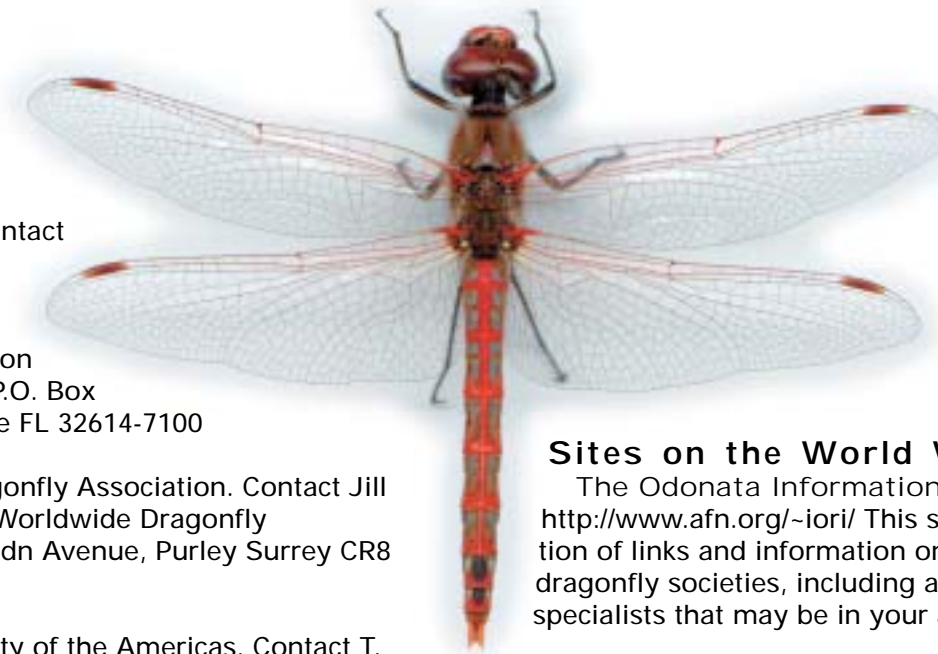 ntact
on
P.O. Box
e FL 32614-7100
gonfly Association. Contact Jill
Worldwide Dragonfly
dn Avenue, Purley Surrey CR8
ty of the Americas. Contact T.
Sites on the World W
The Odonata Information
http://www.afn.org/~iori/ This s
tion of links and information or
dragonfly societies, including a
specialists that may be in your a